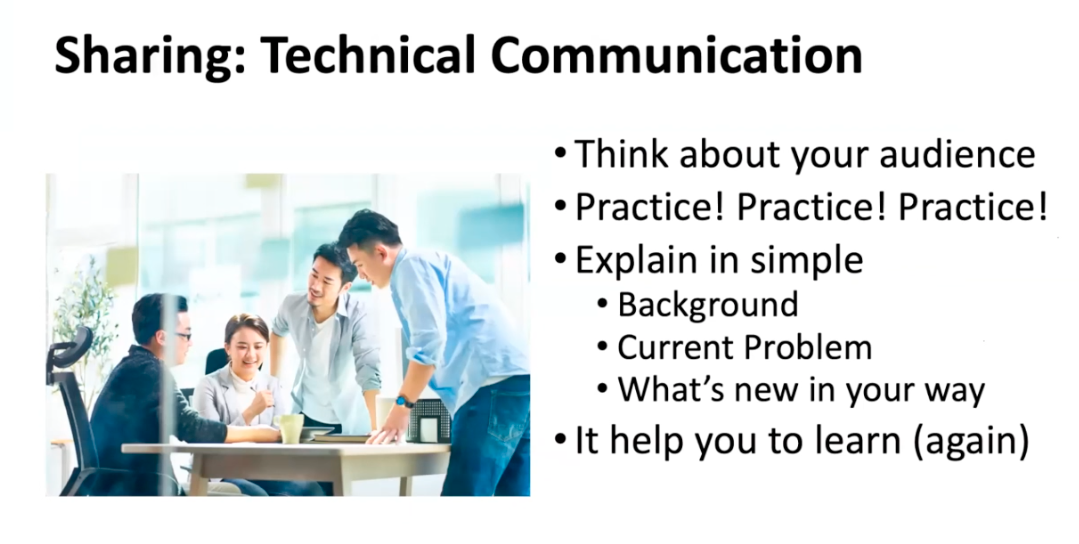 Sharing: Technical Communication
• Think about your audience
• Practice! Practice! Practice!
• Explain in simple
• Background
• Current Problem
• What's new in your way
• It help you to learn (again)